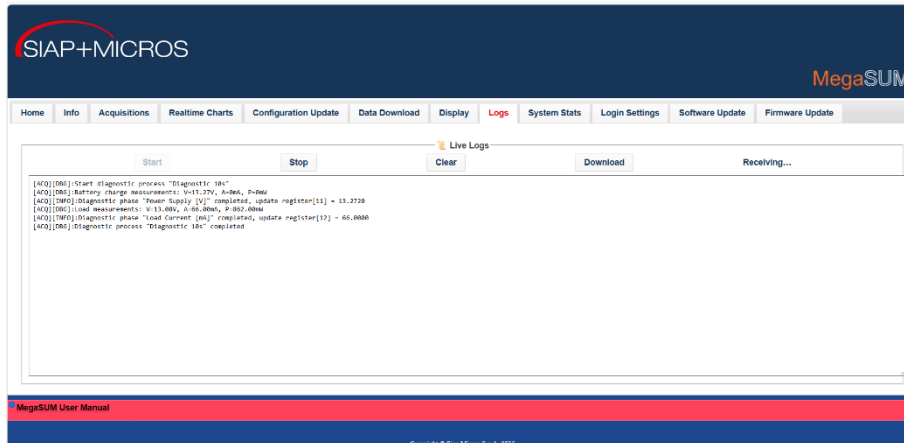 SIAP+MICROS
MegaSUM
Home Info Acquisitions Realtime Charts Configuration Update Data Download Display Logs System Stats Login Settings Software Update Firmware Update
Live Logs
Start Stop Clear Download Receiving...
[ACQ][DBG]:Start diagnostic process "Diagnostic 10s"
[ACQ][DBG]:Battery charge measurements: V=13.27V, A=0mA, P=0mW
[ACQ][INFO]:Diagnostic phase "Power Supply [V]" completed, update register[11] = 13.2720
[ACQ][DBG]:Load measurements: V=13.08V, A=66.00mA, P=862.00mW
[ACQ][INFO]:Diagnostic phase "Load Current [mA]" completed, update register[12] = 66.0000
[ACQ][DBG]:Diagnostic process "Diagnostic 10s" completed
MegaSUM User Manual